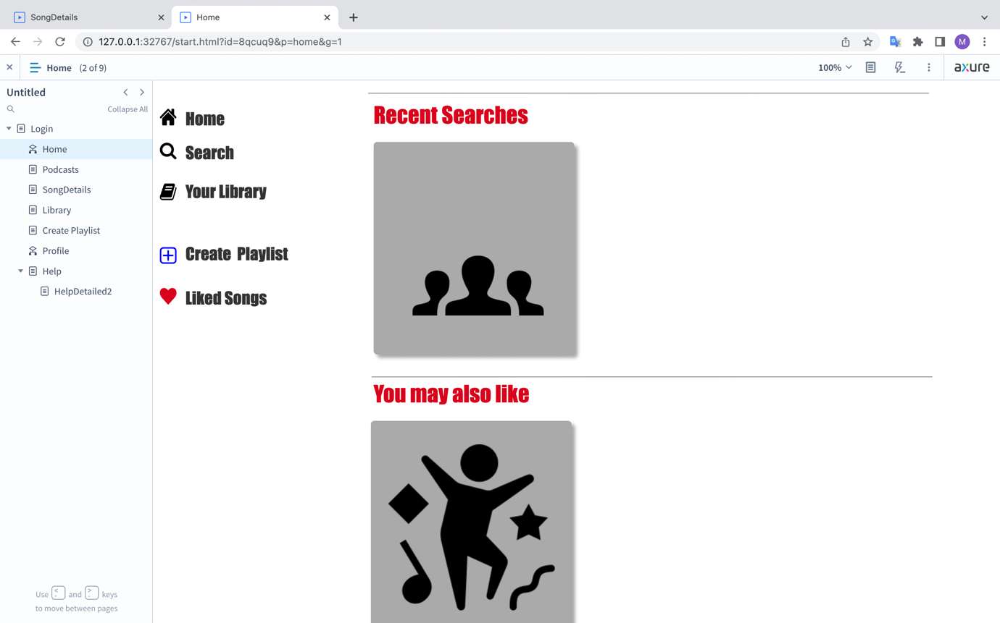 SongDetails
Home
127.0.0.1:32767/start.html?id=8qcuq9&p=home&g=1
M
Home (2 of 9)
100%
axure
Untitled
Collapse All
Login
Home
Podcasts
SongDetails
Library
Create Playlist
Profile
Help
HelpDetailed2
Use < , and > . keys
to move between pages
Home
Search
Your Library
Create Playlist
Liked Songs
Recent Searches
You may also like